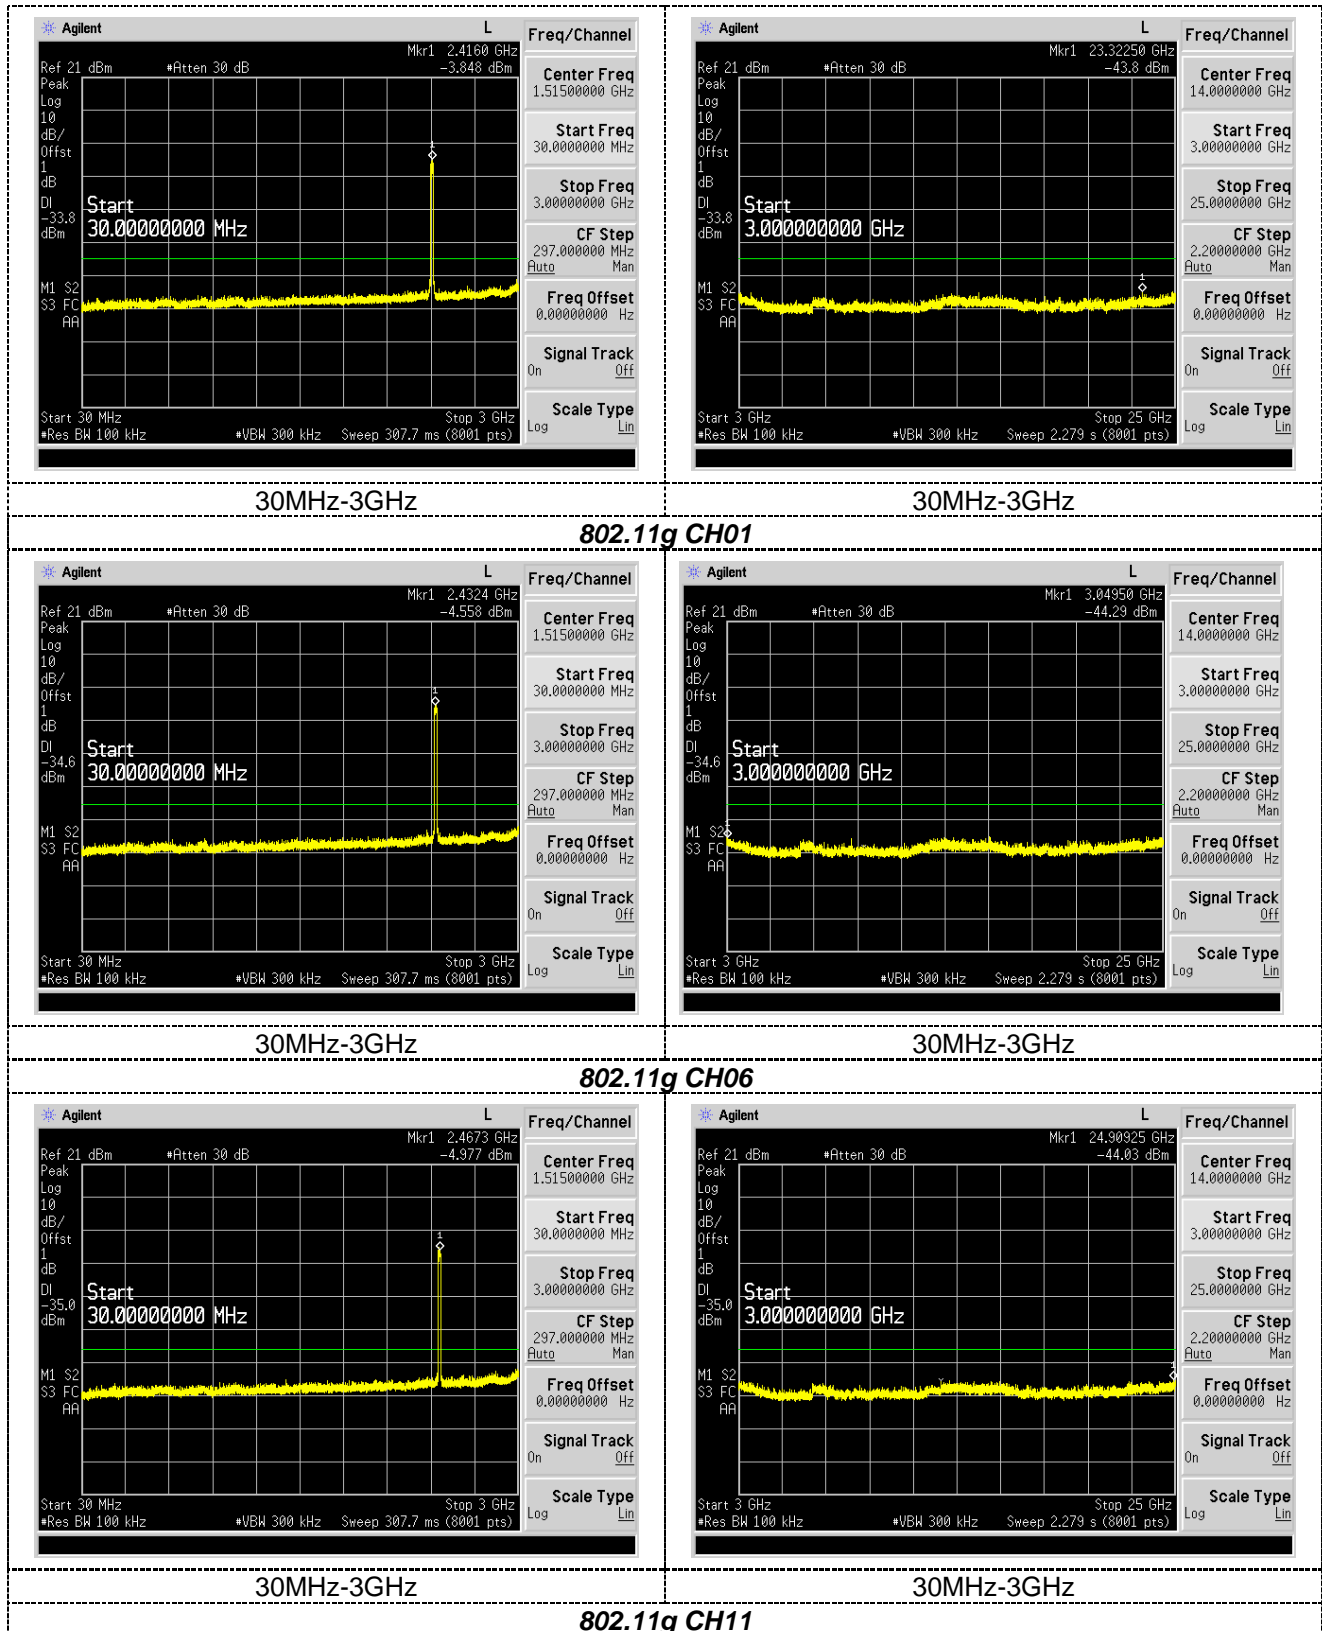 Agilent L Freq/Channel
Mkr1 2.4160 GHz
Ref 21 dBm #Atten 30 dB -3.848 dBm
Peak
Log
10
dB/
Offst
1
dB
DI
-33.8
dBm
Start
30.00000000 MHz
M1 S2
S3 FC
AA
Start 30 MHz Stop 3 GHz
#Res BW 100 kHz #VBW 300 kHz Sweep 307.7 ms (8001 pts)
Center Freq
1.51500000 GHz
Start Freq
30.0000000 MHz
Stop Freq
3.00000000 GHz
CF Step
297.000000 MHz
Auto Man
Freq Offset
0.00000000 Hz
Signal Track
On Off
Scale Type
Log Lin
Agilent L Freq/Channel
Mkr1 23.32250 GHz
Ref 21 dBm #Atten 30 dB -43.8 dBm
Peak
Log
10
dB/
Offst
1
dB
DI
-33.8
dBm
Start
3.000000000 GHz
1
M1 S2
S3 FC
AA
Start 3 GHz Stop 25 GHz
#Res BW 100 kHz #VBW 300 kHz Sweep 2.279 s (8001 pts)
Center Freq
14.0000000 GHz
Start Freq
3.00000000 GHz
Stop Freq
25.0000000 GHz
CF Step
2.20000000 GHz
Auto Man
Freq Offset
0.00000000 Hz
Signal Track
On Off
Scale Type
Log Lin
30MHz-3GHz 30MHz-3GHz
802.11g CH01
Agilent L Freq/Channel
Mkr1 2.4324 GHz
Ref 21 dBm #Atten 30 dB -4.558 dBm
Peak
Log
10
dB/
Offst
1
dB
DI
-34.6
dBm
1
Start
30.00000000 MHz
M1 S2
S3 FC
AA
Start 30 MHz Stop 3 GHz
#Res BW 100 kHz #VBW 300 kHz Sweep 307.7 ms (8001 pts)
Center Freq
1.51500000 GHz
Start Freq
30.0000000 MHz
Stop Freq
3.00000000 GHz
CF Step
297.000000 MHz
Auto Man
Freq Offset
0.00000000 Hz
Signal Track
On Off
Scale Type
Log Lin
Agilent L Freq/Channel
Mkr1 3.04950 GHz
Ref 21 dBm #Atten 30 dB -44.29 dBm
Peak
Log
10
dB/
Offst
1
dB
DI
-34.6
dBm
Start
3.000000000 GHz
M1 S2
S3 FC
AA
Start 3 GHz Stop 25 GHz
#Res BW 100 kHz #VBW 300 kHz Sweep 2.279 s (8001 pts)
Center Freq
14.0000000 GHz
Start Freq
3.00000000 GHz
Stop Freq
25.0000000 GHz
CF Step
2.20000000 GHz
Auto Man
Freq Offset
0.00000000 Hz
Signal Track
On Off
Scale Type
Log Lin
30MHz-3GHz 30MHz-3GHz
802.11g CH06
Agilent L Freq/Channel
Mkr1 2.4673 GHz
Ref 21 dBm #Atten 30 dB -4.977 dBm
Peak
Log
10
dB/
Offst
1
dB
DI
-35.0
dBm
1
Start
30.00000000 MHz
M1 S2
S3 FC
AA
Start 30 MHz Stop 3 GHz
#Res BW 100 kHz #VBW 300 kHz Sweep 307.7 ms (8001 pts)
Center Freq
1.51500000 GHz
Start Freq
30.0000000 MHz
Stop Freq
3.00000000 GHz
CF Step
297.000000 MHz
Auto Man
Freq Offset
0.00000000 Hz
Signal Track
On Off
Scale Type
Log Lin
Agilent L Freq/Channel
Mkr1 24.90925 GHz
Ref 21 dBm #Atten 30 dB -44.03 dBm
Peak
Log
10
dB/
Offst
1
dB
DI
-35.0
dBm
Start
3.000000000 GHz
1
M1 S2
S3 FC
AA
Start 3 GHz Stop 25 GHz
#Res BW 100 kHz #VBW 300 kHz Sweep 2.279 s (8001 pts)
Center Freq
14.0000000 GHz
Start Freq
3.00000000 GHz
Stop Freq
25.0000000 GHz
CF Step
2.20000000 GHz
Auto Man
Freq Offset
0.00000000 Hz
Signal Track
On Off
Scale Type
Log Lin
30MHz-3GHz 30MHz-3GHz
802.11g CH11